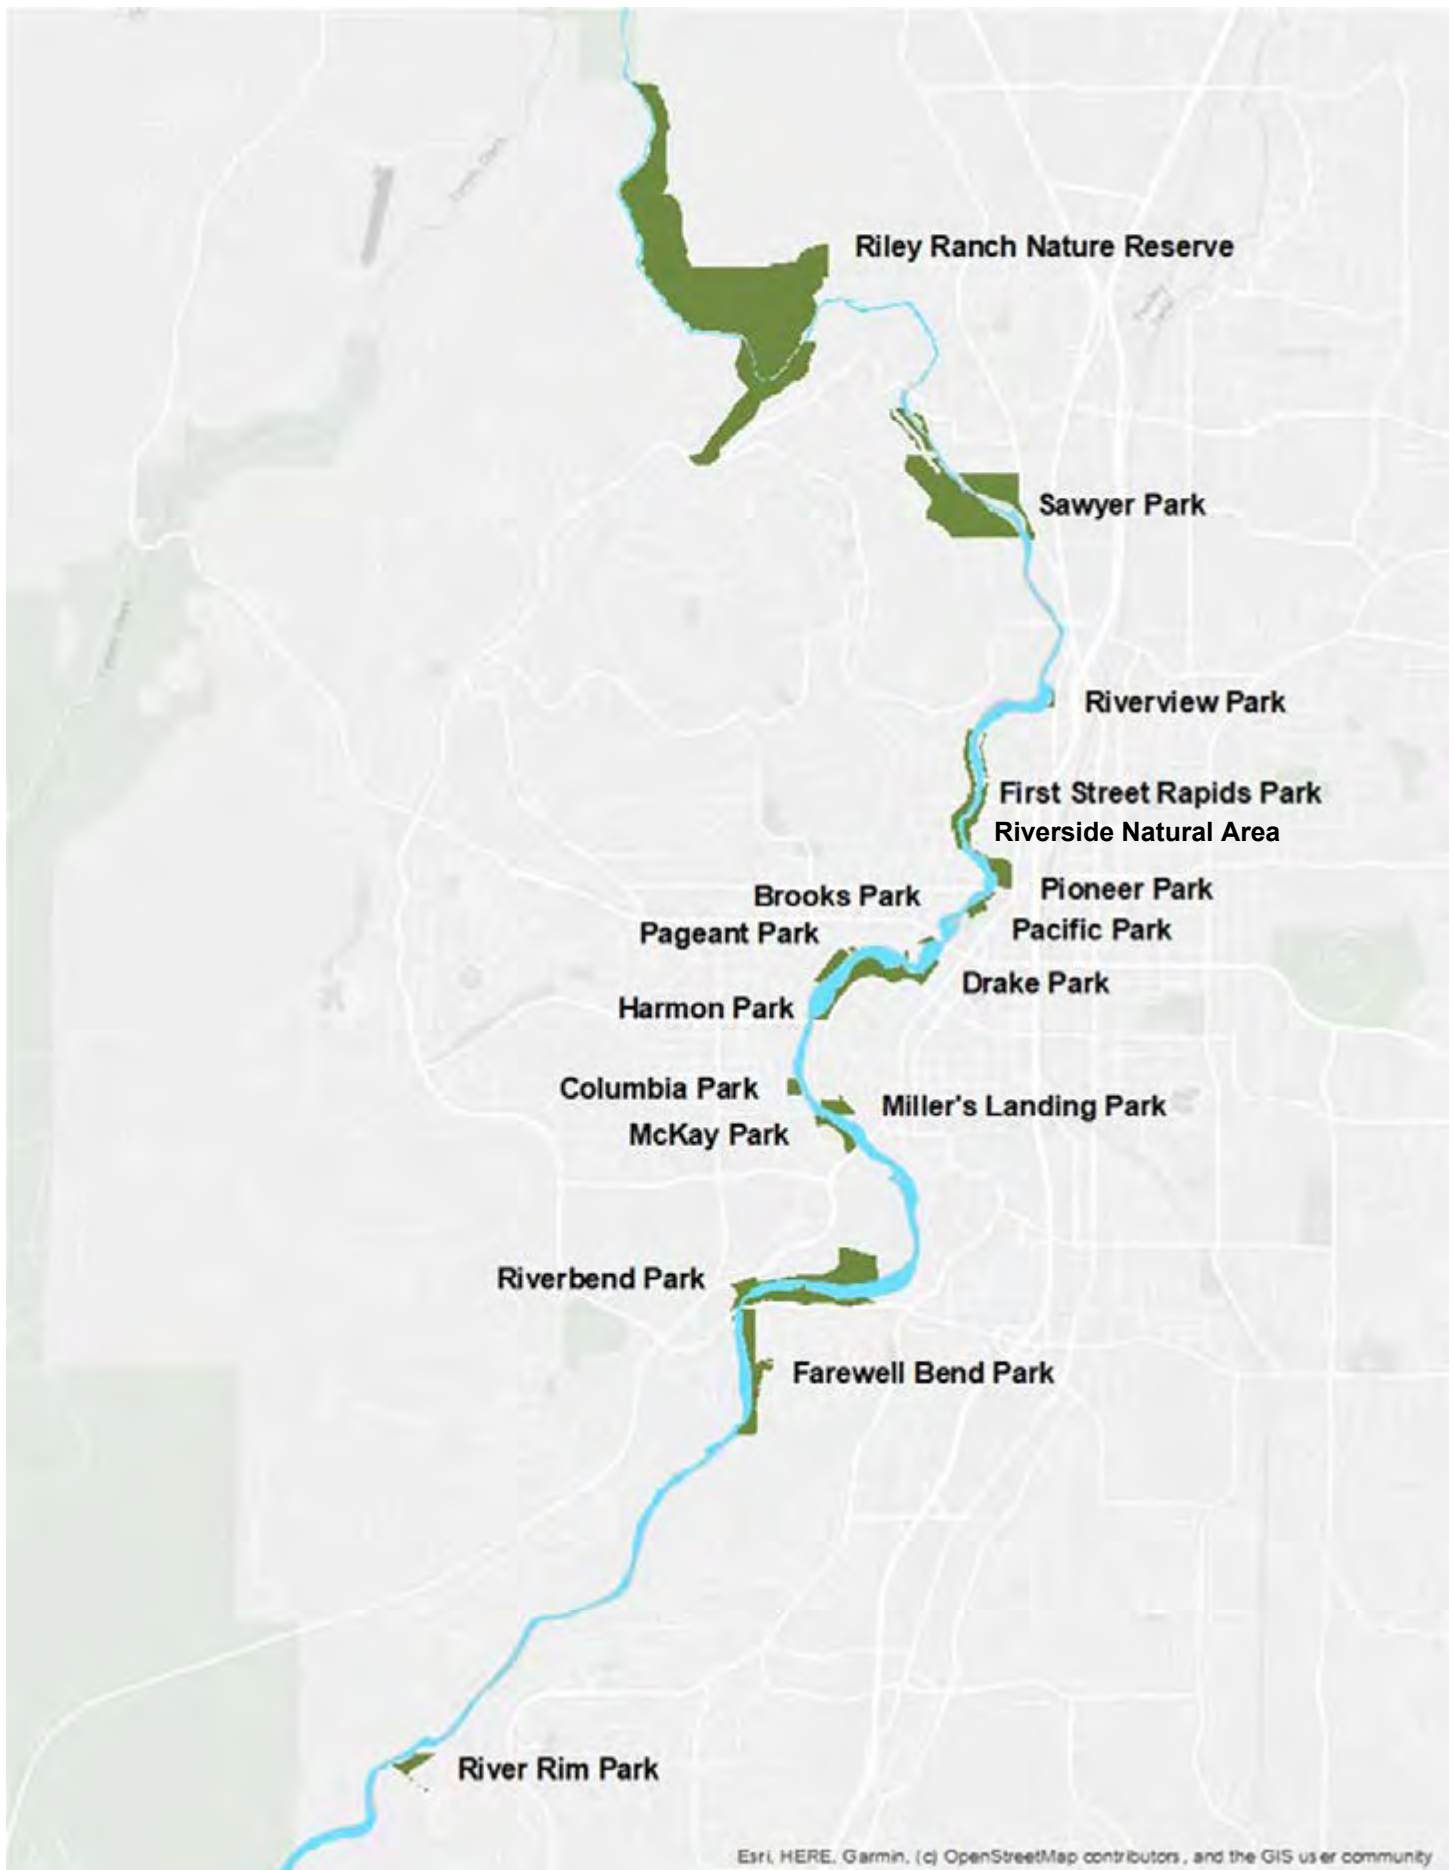 Riley Ranch Nature Reserve
Sawyer Park
Riverview Park
First Street Rapids Park
Riverside Natural Area
Brooks Park
Pioneer Park
Pageant Park
Pacific Park
Drake Park
Harmon Park
Columbia Park
Miller's Landing Park
McKay Park
Riverbend Park
Farewell Bend Park
River Rim Park
Esri, HERE, Garmin, (c) OpenStreetMap contributors, and the GIS user community